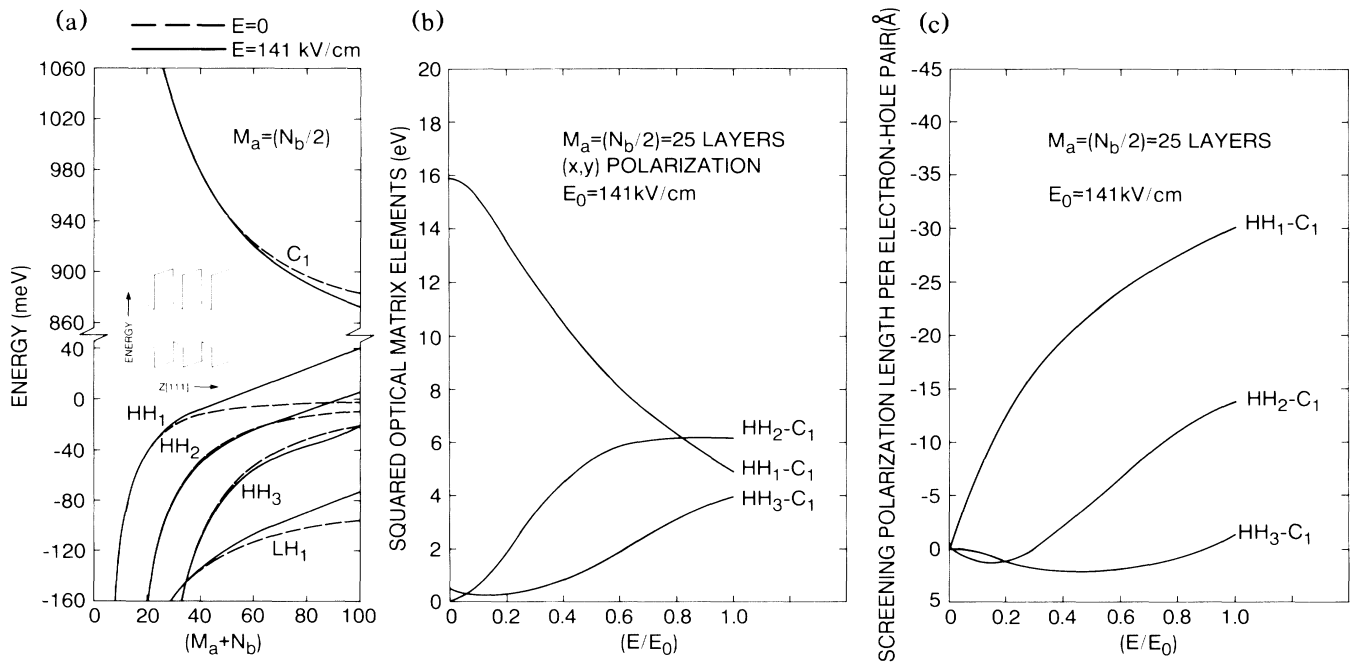 (a)
E=0
E=141 kV/cm
1060
1020
980
940
900
860
40
0
-40
-80
-120
-160
ENERGY (meV)
Mₐ=(N_b/2)
C₁
ENERGY
Z[111]
HH₁
HH₂
HH₃
LH₁
0 20 40 60 80 100
(Mₐ+N_b)
(b)
SQUARED OPTICAL MATRIX ELEMENTS (eV)
20
18
16
14
12
10
8
6
4
2
0
Mₐ=(N_b/2)=25 LAYERS
(x,y) POLARIZATION
E₀=141kV/cm
HH₂-C₁
HH₁-C₁
HH₃-C₁
0 0.2 0.4 0.6 0.8 1.0
(E/E₀)
(c)
SCREENING POLARIZATION LENGTH PER ELECTRON-HOLE PAIR(Å)
-45
-40
-35
-30
-25
-20
-15
-10
-5
0
5
Mₐ=(N_b/2)=25 LAYERS
E₀=141kV/cm
HH₁-C₁
HH₂-C₁
HH₃-C₁
0 0.2 0.4 0.6 0.8 1.0
(E/E₀)